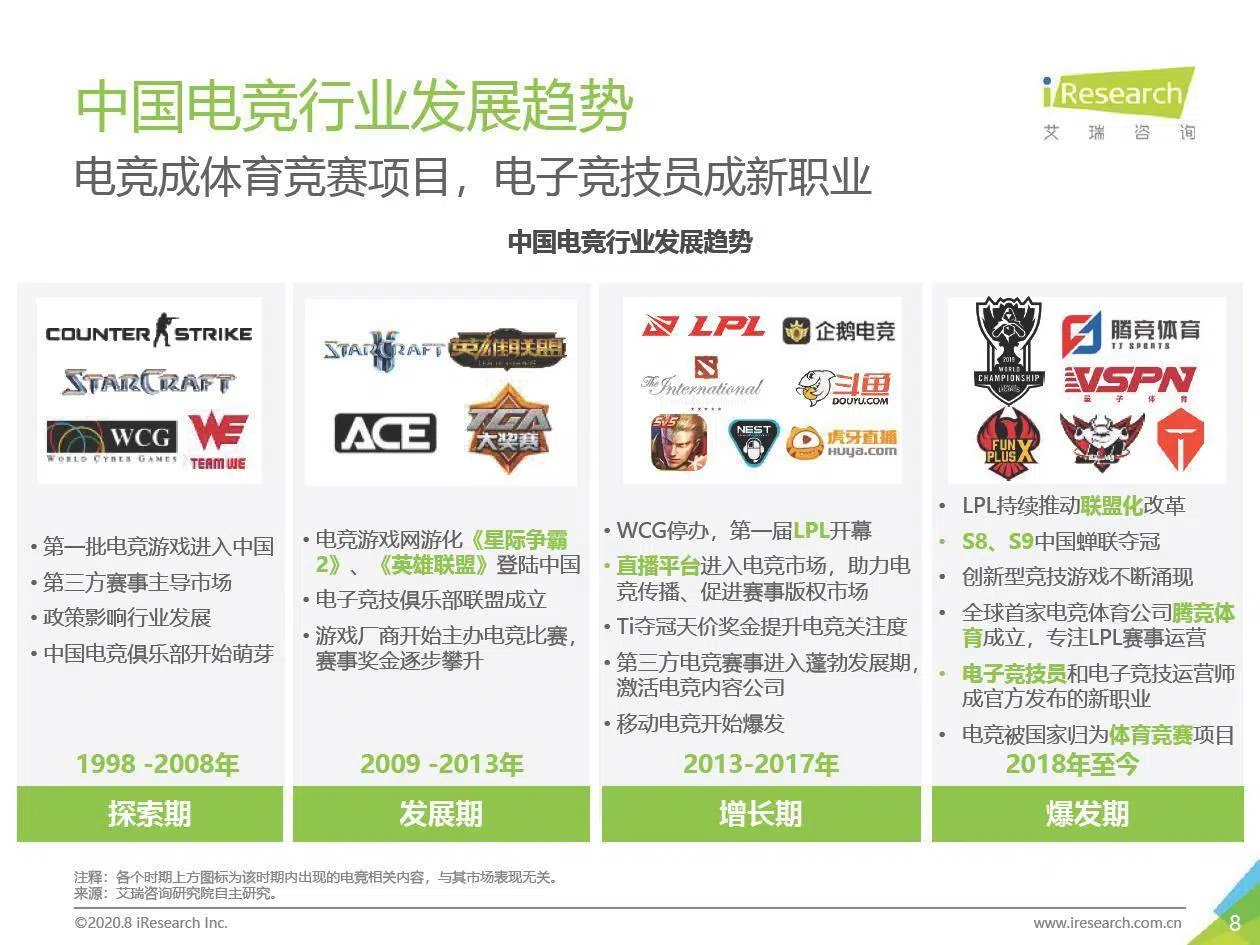 中国电竞行业发展趋势
iResearch
艾 瑞 咨 询
电竞成体育竞赛项目，电子竞技员成新职业
中国电竞行业发展趋势
COUNTER STRIKE
STARCRAFT
WCG
WORLD CYBER GAMES
WE
TEAM WE
• 第一批电竞游戏进入中国
• 第三方赛事主导市场
• 政策影响行业发展
• 中国电竞俱乐部开始萌芽
1998 -2008年
探索期
STARCRAFT II
英雄联盟
ACE
TGA
大奖赛
• 电竞游戏网游化《星际争霸
2》、《英雄联盟》登陆中国
• 电子竞技俱乐部联盟成立
• 游戏厂商开始主办电竞比赛，
赛事奖金逐步攀升
2009 -2013年
发展期
LPL
企鹅电竞
The International
斗鱼
DOUYU.COM
5V5
NEST
虎牙直播
HUYA.com
• WCG停办，第一届LPL开幕
• 直播平台进入电竞市场，助力电
竞传播、促进赛事版权市场
• Ti夺冠天价奖金提升电竞关注度
• 第三方电竞赛事进入蓬勃发展期，
激活电竞内容公司
• 移动电竞开始爆发
2013-2017年
增长期
2019
WORLD
CHAMPIONSHIP
腾竞体育
TJ SPORTS
VSPN
量 子 体 育
FUN
PLUS X
• LPL持续推动联盟化改革
• S8、S9中国蝉联夺冠
• 创新型竞技游戏不断涌现
• 全球首家电竞体育公司腾竞体
育成立，专注LPL赛事运营
• 电子竞技员和电子竞技运营师
成官方发布的新职业
• 电竞被国家归为体育竞赛项目
2018年至今
爆发期
注释：各个时期上方图标为该时期内出现的电竞相关内容，与其市场表现无关。
来源：艾瑞咨询研究院自主研究。
©2020.8 iResearch Inc.
www.iresearch.com.cn
8